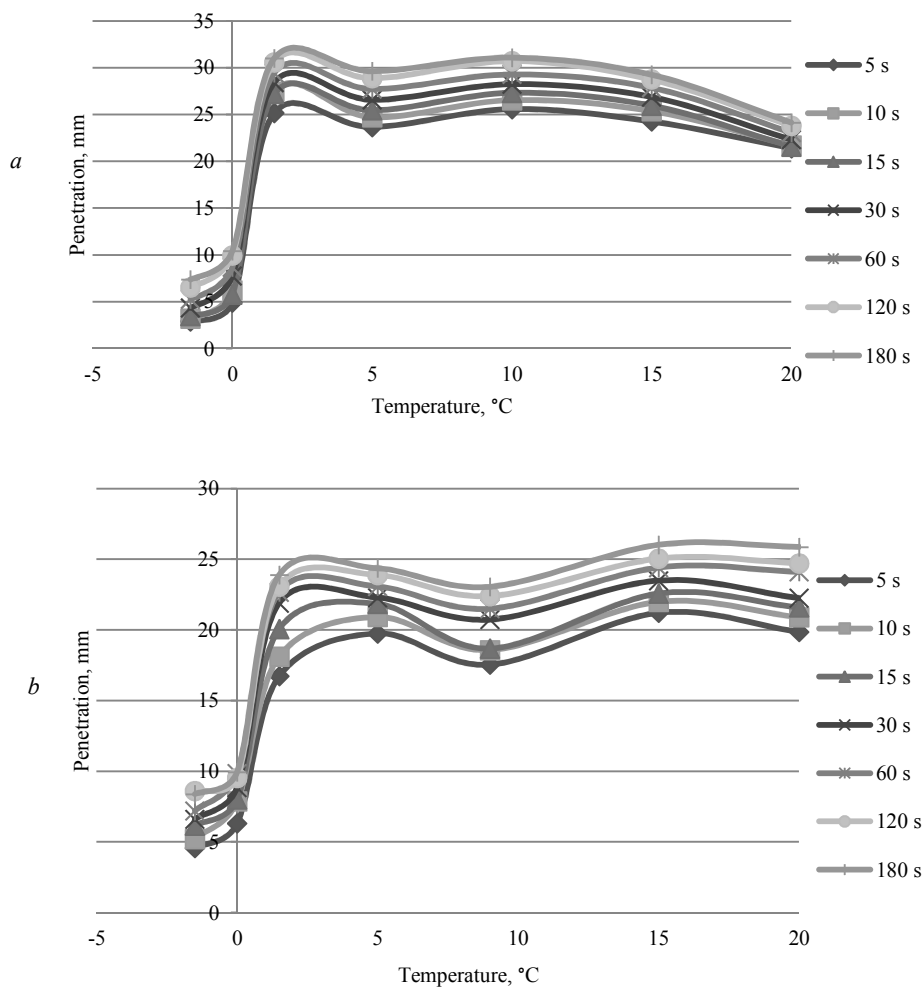 a
Penetration, mm
35
30
25
20
15
10
5
0
-5 0 5 10 15 20
Temperature, °C
5 s
10 s
15 s
30 s
60 s
120 s
180 s
b
Penetration, mm
30
25
20
15
10
5
0
-5 0 5 10 15 20
Temperature, °C
5 s
10 s
15 s
30 s
60 s
120 s
180 s